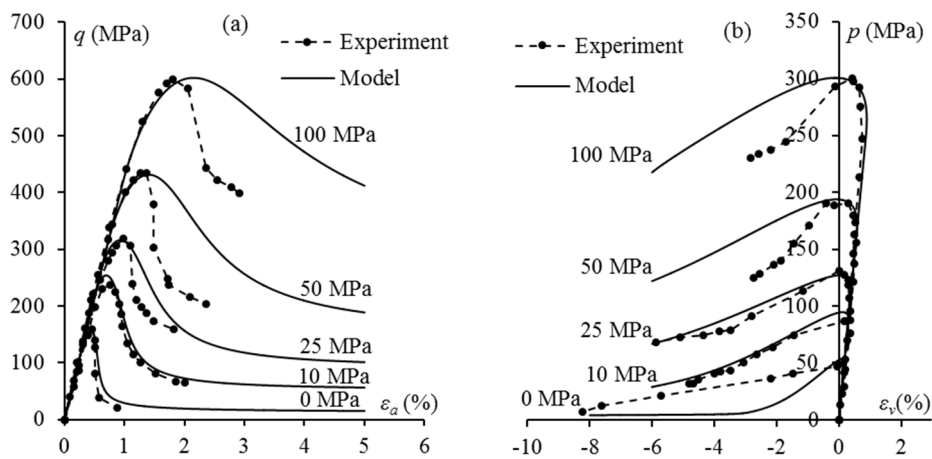 700
600
500
400
300
200
100
0
q (MPa)
(a)
Experiment
Model
100 MPa
50 MPa
25 MPa
10 MPa
0 MPa
εa (%)
0 1 2 3 4 5 6
(b)
350
300
250
200
150
100
50
0
p (MPa)
Experiment
Model
100 MPa
50 MPa
25 MPa
10 MPa
0 MPa
εv(%)
-10 -8 -6 -4 -2 0 2